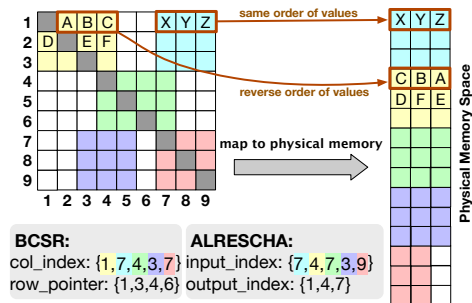 1 A B C X Y Z
2 D E F
3
4
5
6
7
8
9
1 2 3 4 5 6 7 8 9
same order of values
reverse order of values
map to physical memory
X Y Z
C B A
D F E
Physical Memory Space
BCSR:
col_index: {1,7,4,3,7}
row_pointer: {1,3,4,6}
ALRESCHA:
input_index: {7,4,7,3,9}
output_index: {1,4,7}